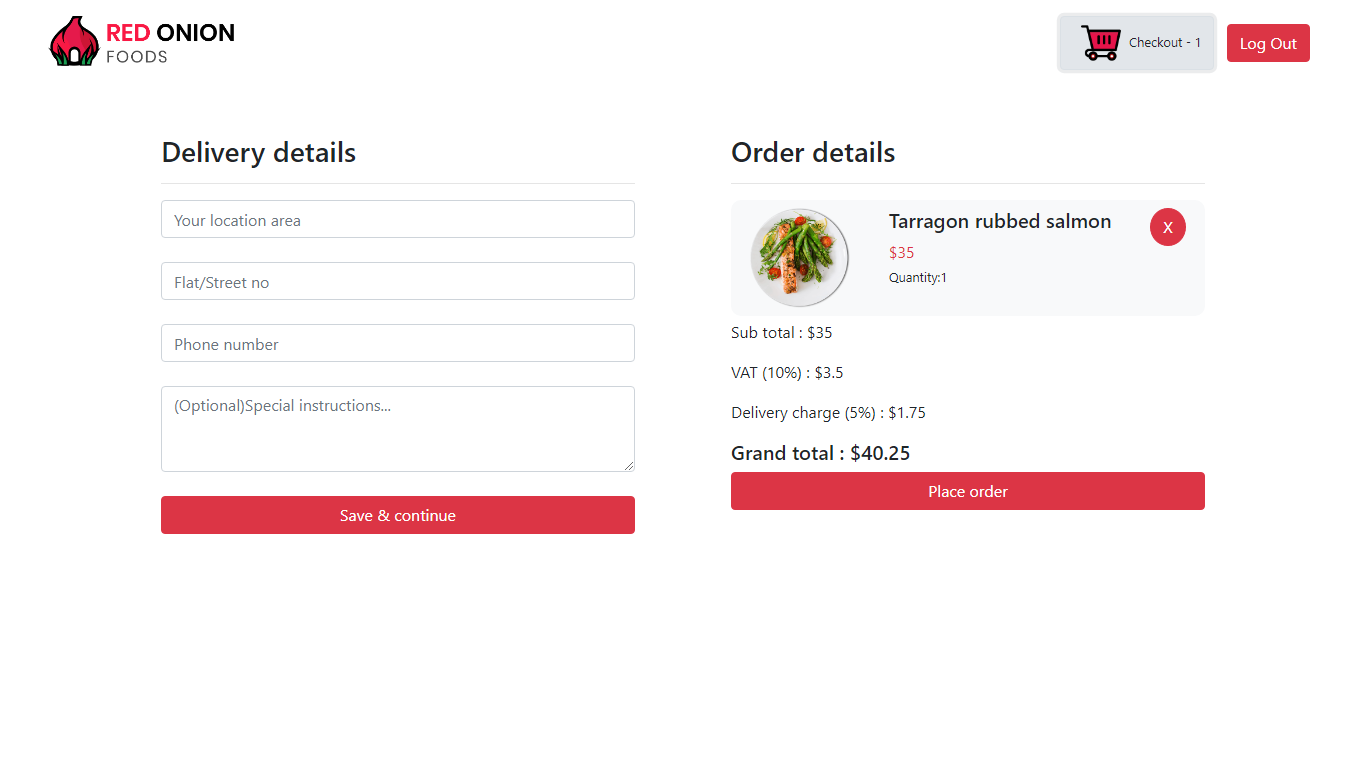 RED ONION
FOODS
Checkout - 1
Log Out
Delivery details
Your location area
Flat/Street no
Phone number
(Optional)Special instructions...
Save & continue
Order details
Tarragon rubbed salmon
X
$35
Quantity:1
Sub total : $35
VAT (10%) : $3.5
Delivery charge (5%) : $1.75
Grand total : $40.25
Place order